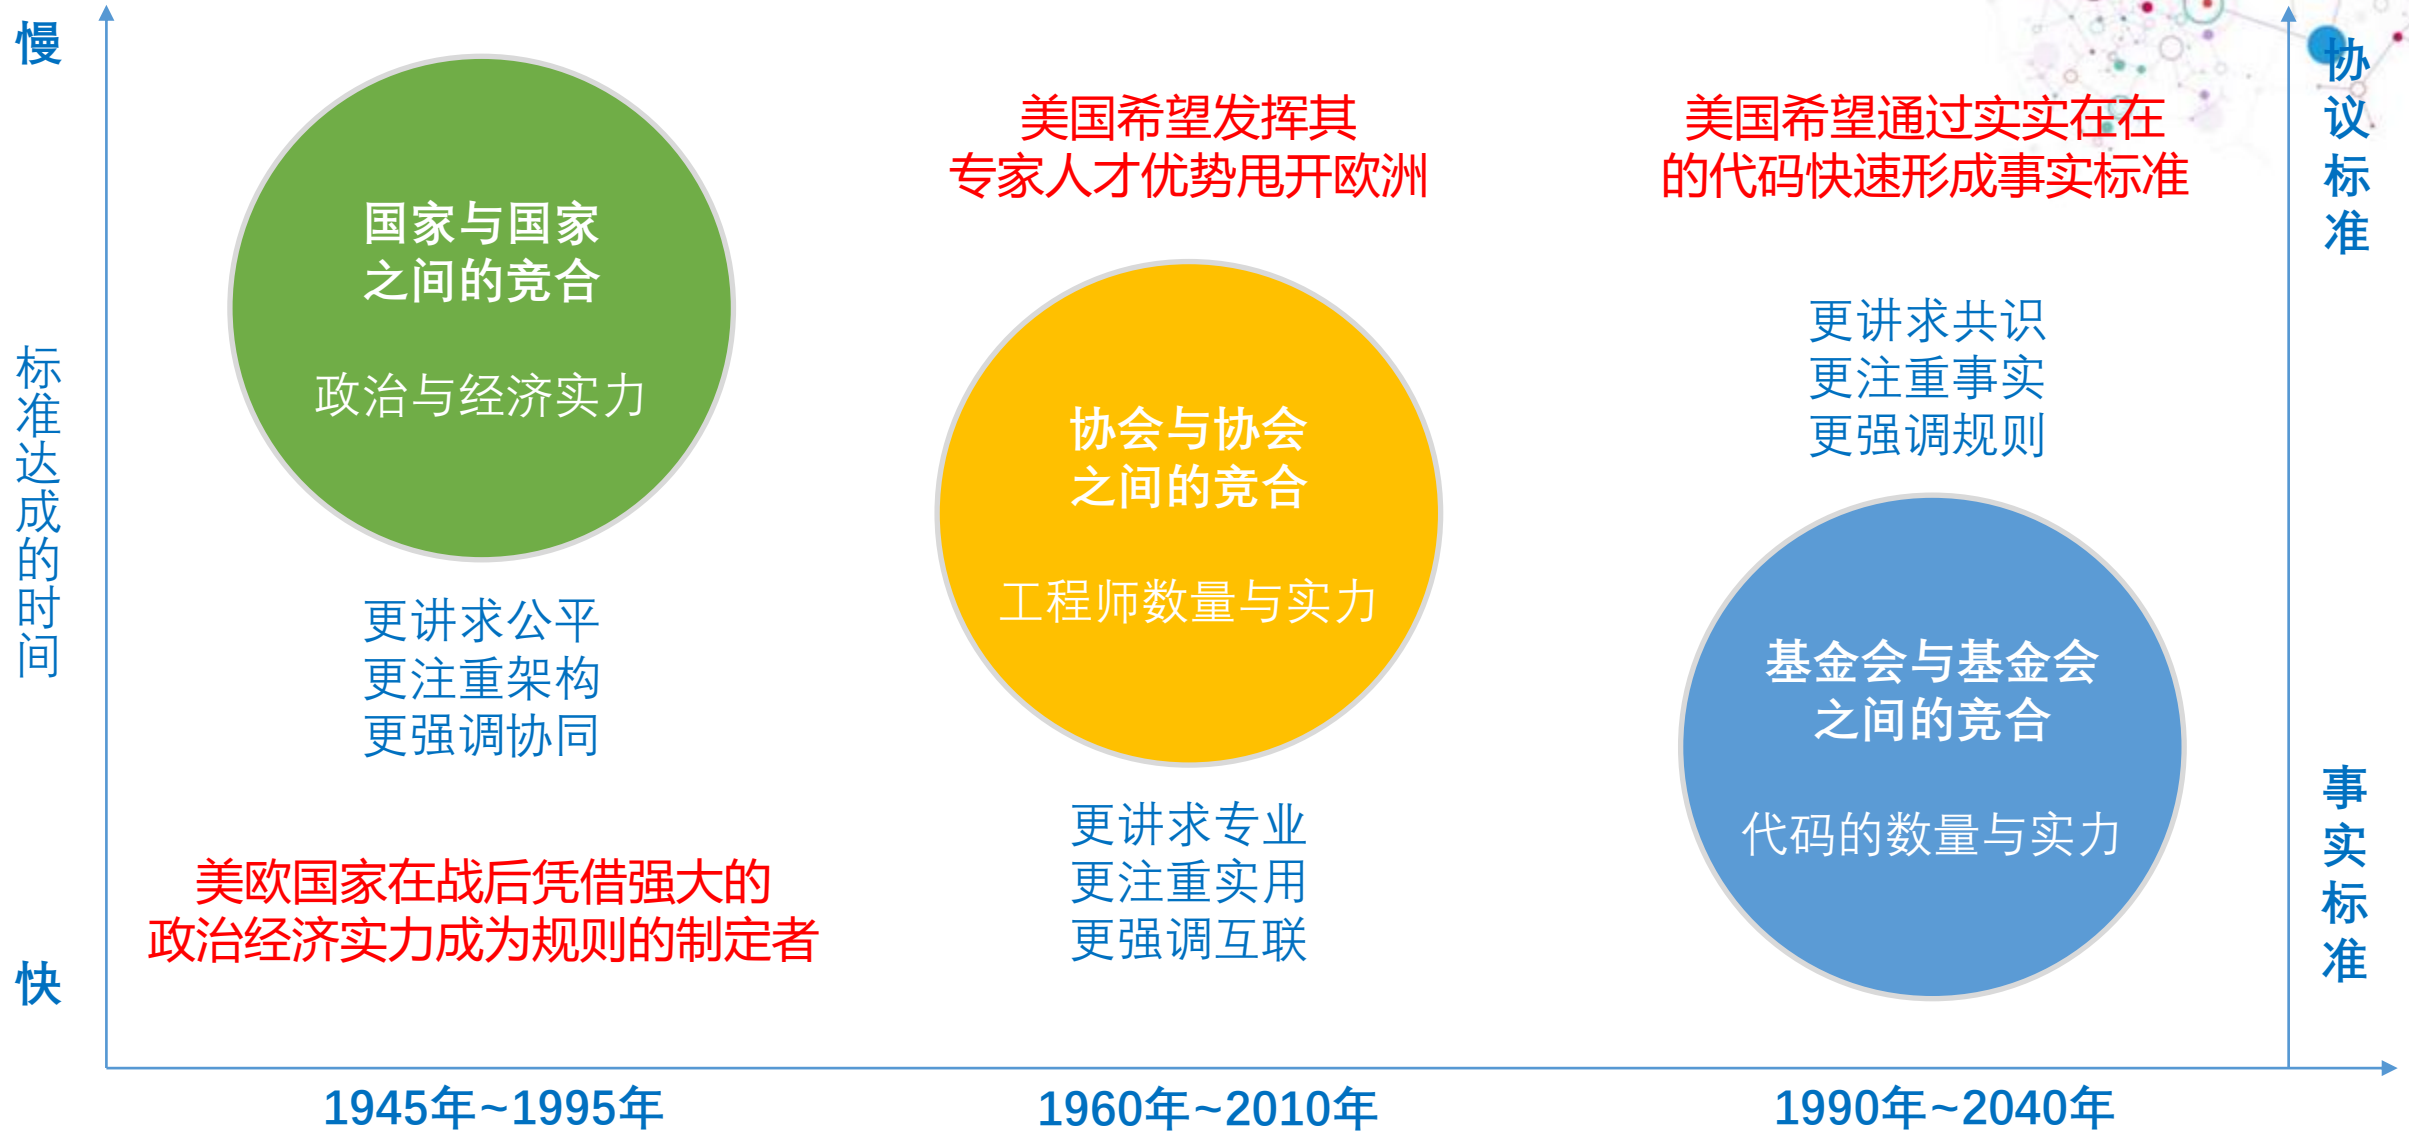 慢
标准达成的时间
快
国家与国家
之间的竞合
政治与经济实力
更讲求公平
更注重架构
更强调协同
美欧国家在战后凭借强大的
政治经济实力成为规则的制定者
1945年~1995年
美国希望发挥其
专家人才优势甩开欧洲
协会与协会
之间的竞合
工程师数量与实力
更讲求专业
更注重实用
更强调互联
1960年~2010年
美国希望通过实实在在
的代码快速形成事实标准
更讲求共识
更注重事实
更强调规则
基金会与基金会
之间的竞合
代码的数量与实力
1990年~2040年
协议标准
事实标准